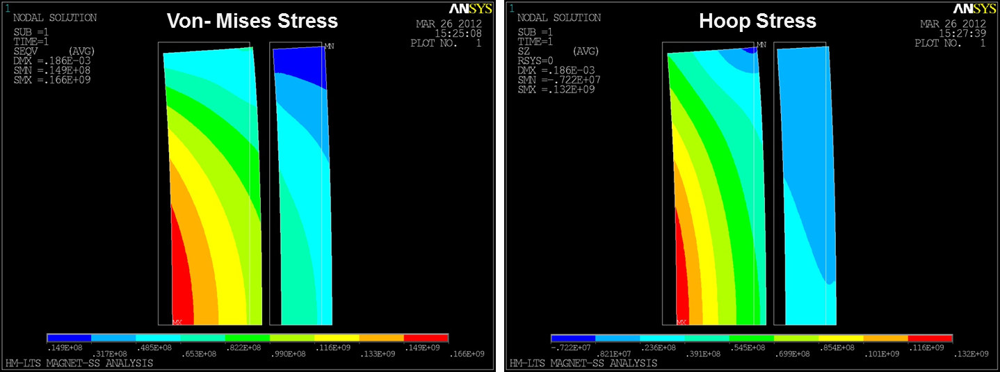 1
Von- Mises Stress
ANSYS
NODAL SOLUTION
MAR 26 2012
SUB =1
15:25:08
TIME=1
PLOT NO. 1
SEQV (AVG)
DMX =.186E-03
SMN =.149E+08
SMX =.166E+09
MN
MX
.149E+08 .485E+08 .822E+08 .116E+09 .149E+09
.317E+08 .653E+08 .990E+08 .133E+09 .166E+09
HM-LTS MAGNET-SS ANALYSIS
1
Hoop Stress
ANSYS
NODAL SOLUTION
MAR 26 2012
SUB =1
15:27:39
TIME=1
PLOT NO. 1
SZ (AVG)
RSYS=0
DMX =.186E-03
SMN =-.722E+07
SMX =.132E+09
MN
MX
-.722E+07 .236E+08 .545E+08 .854E+08 .116E+09
.821E+07 .391E+08 .699E+08 .101E+09 .132E+09
HM-LTS MAGNET-SS ANALYSIS